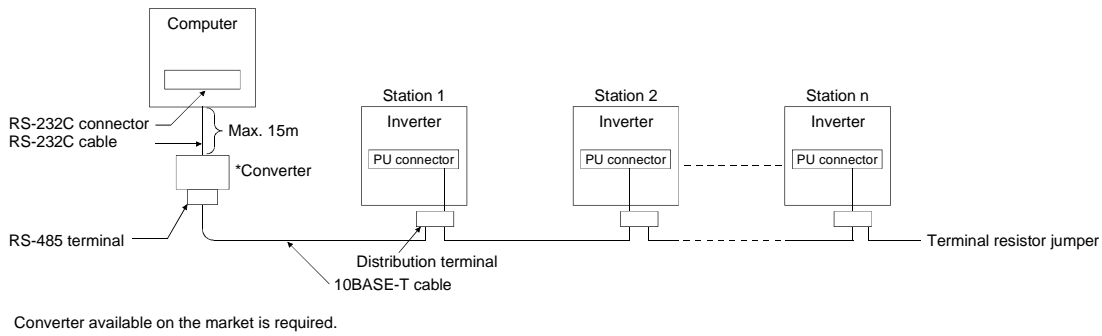 Computer
RS-232C connector
RS-232C cable
Max. 15m
*Converter
RS-485 terminal
Station 1
Inverter
PU connector
Station 2
Inverter
PU connector
Station n
Inverter
PU connector
Distribution terminal
10BASE-T cable
Terminal resistor jumper
Converter available on the market is required.